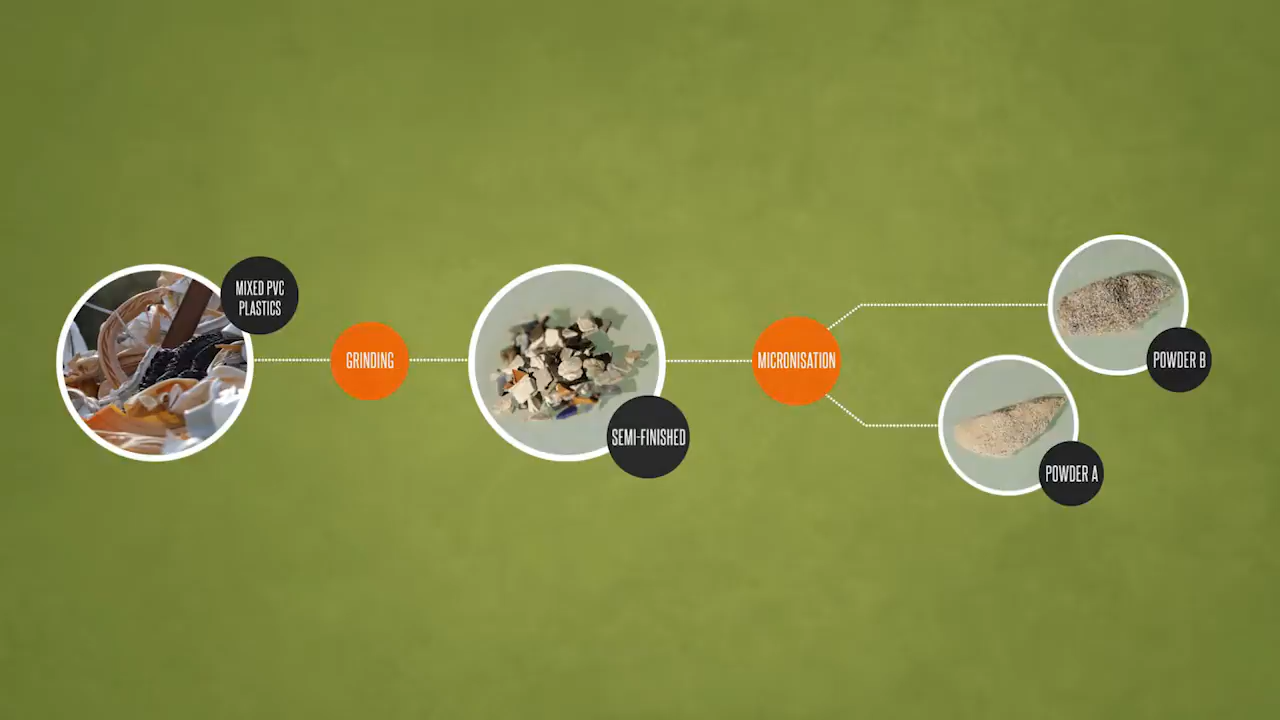 MIXED PVC
PLASTICS
GRINDING
SEMI-FINISHED
MICRONISATION
POWDER B
POWDER A